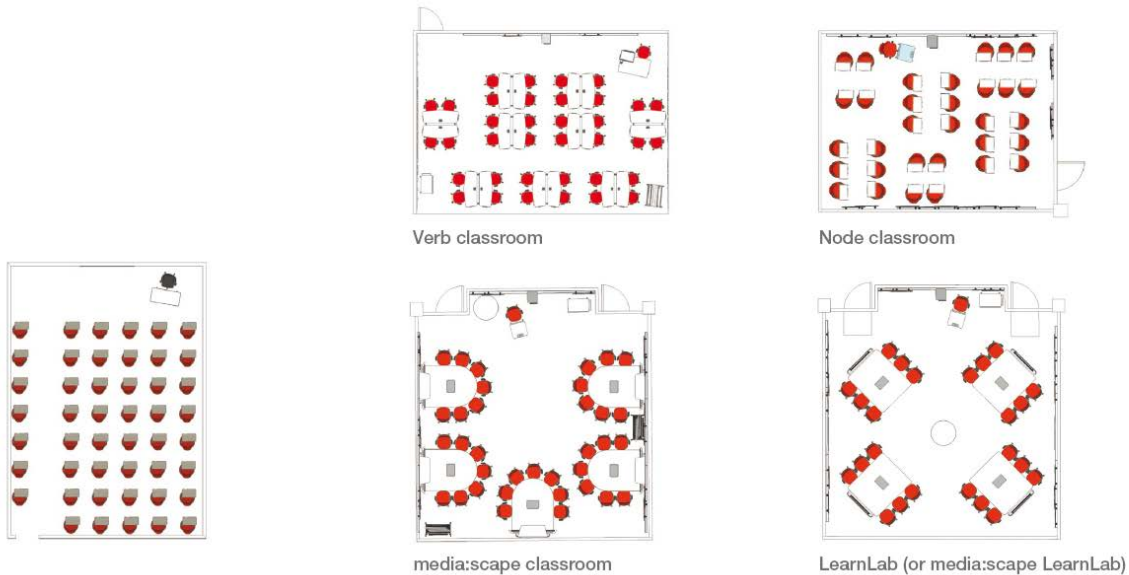 Verb classroom
Node classroom
media:scape classroom
LearnLab (or media:scape LearnLab)